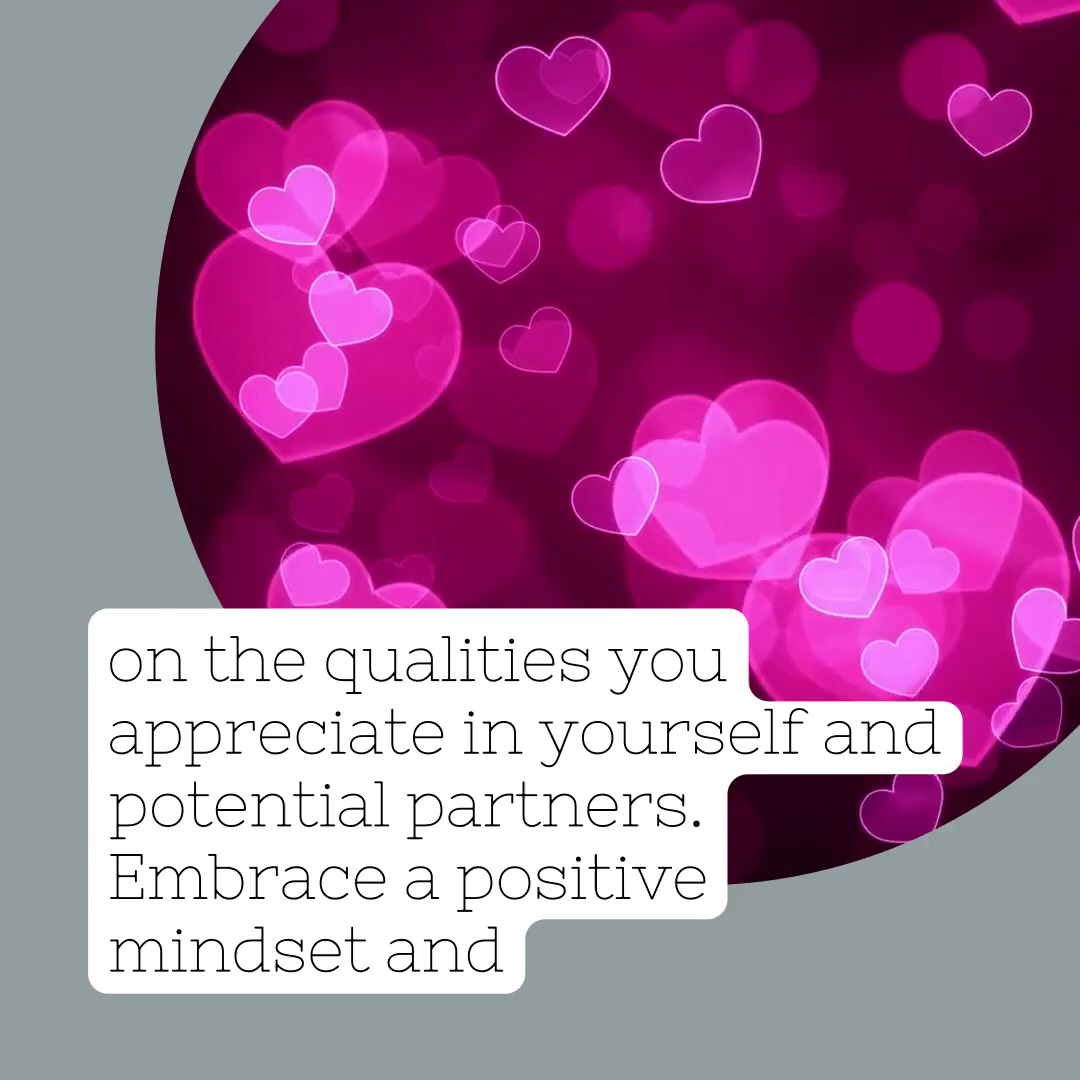 on the qualities you
appreciate in yourself and
potential partners.
Embrace a positive
mindset and